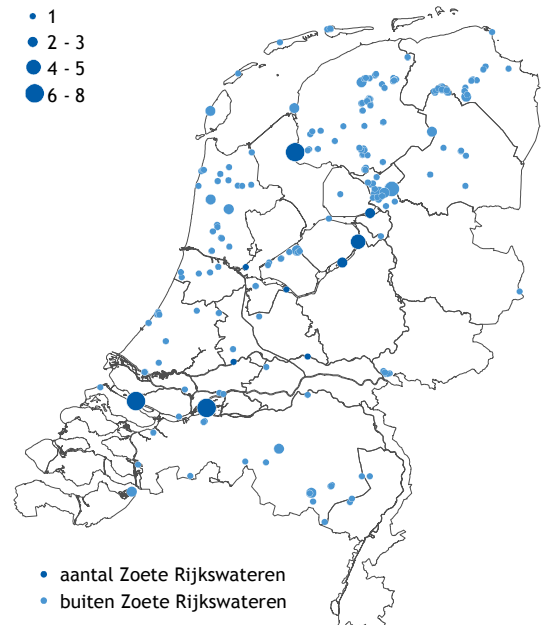 1
2 - 3
4 - 5
6 - 8
aantal Zoete Rijkswateren
buiten Zoete Rijkswateren